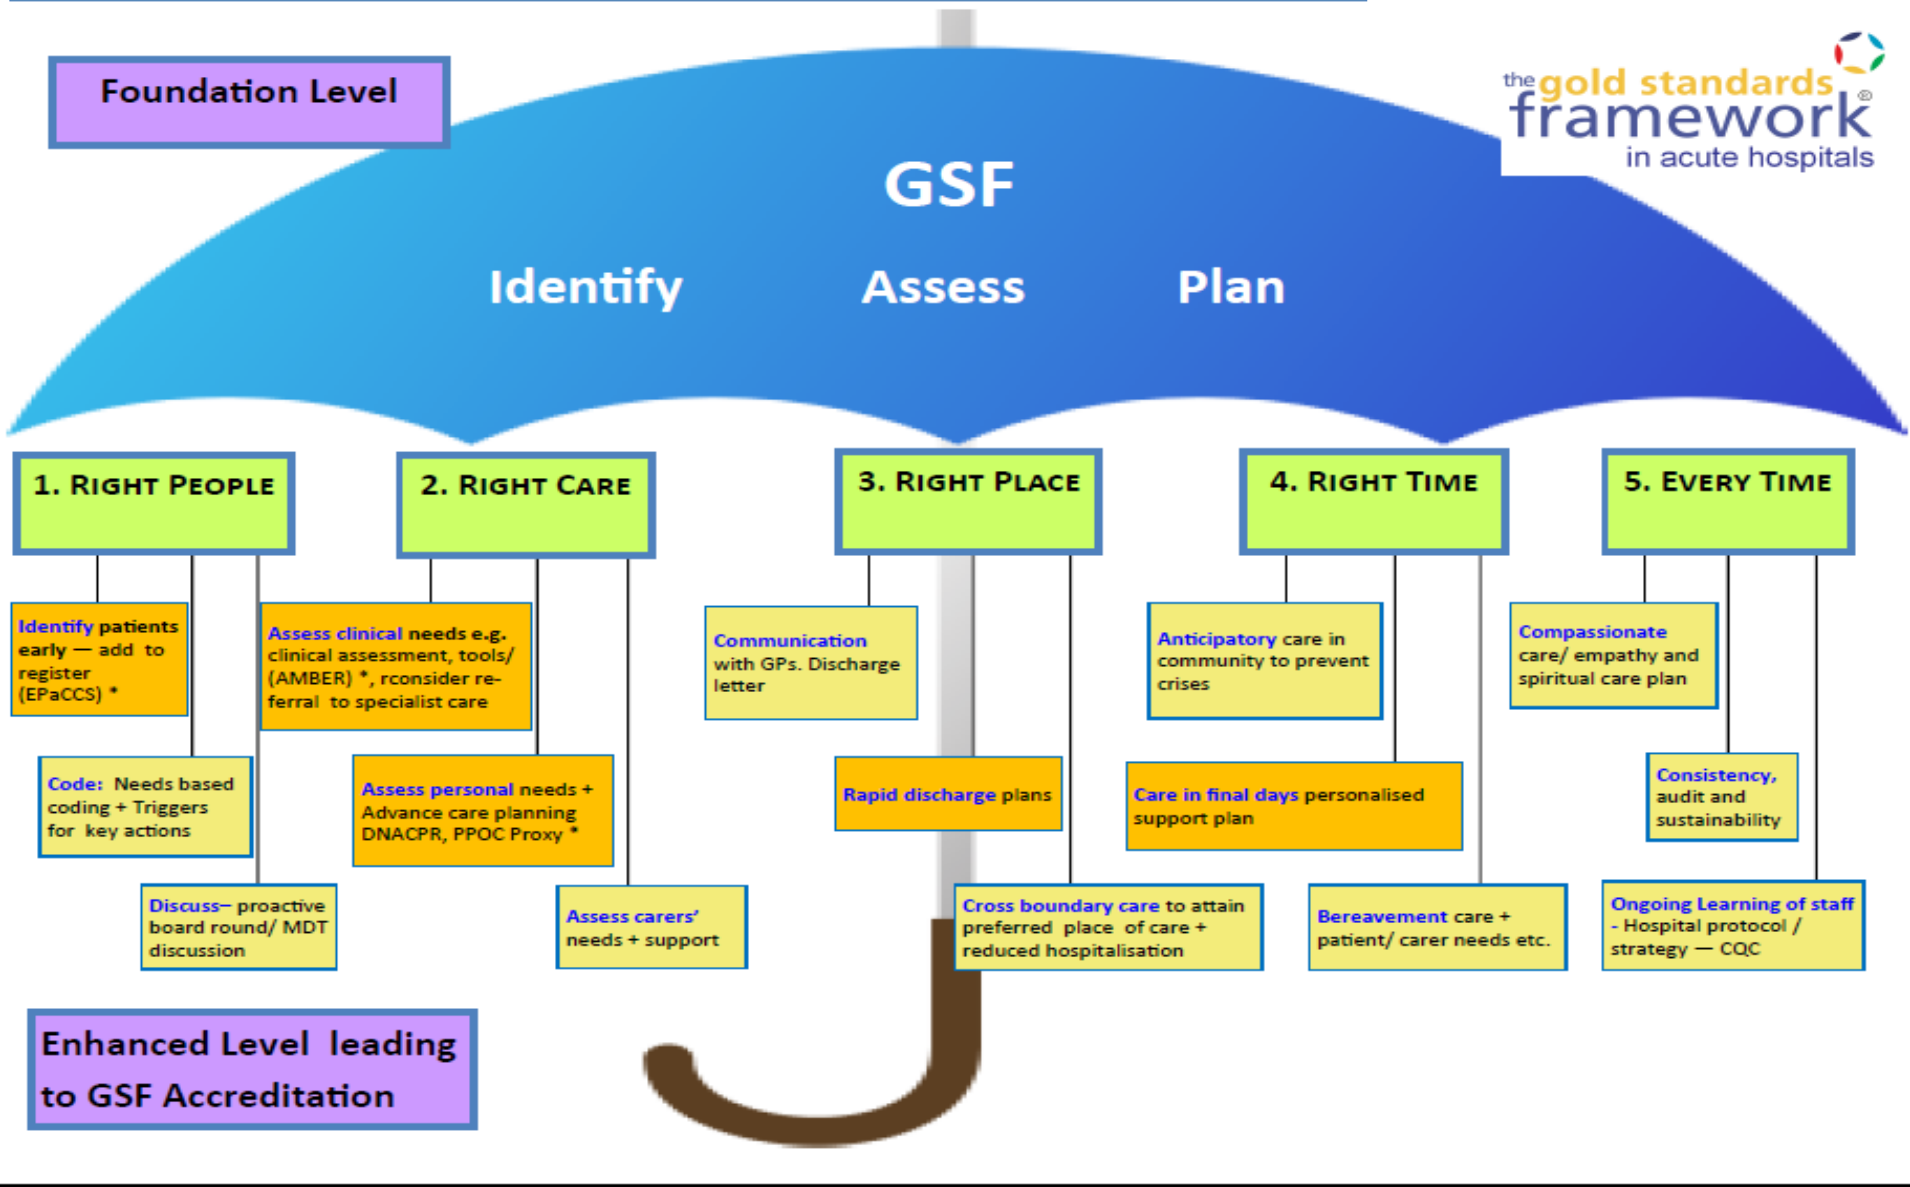 Foundation Level
the gold standards
framework®
in acute hospitals
GSF
Identify Assess Plan
1. RIGHT PEOPLE
2. RIGHT CARE
3. RIGHT PLACE
4. RIGHT TIME
5. EVERY TIME
Identify patients
early — add to
register
(EPaCCS) *
Code: Needs based
coding + Triggers
for key actions
Discuss– proactive
board round/ MDT
discussion
Assess clinical needs e.g.
clinical assessment, tools/
(AMBER) *, rconsider re-
ferral to specialist care
Assess personal needs +
Advance care planning
DNACPR, PPOC Proxy *
Assess carers’
needs + support
Communication
with GPs. Discharge
letter
Rapid discharge plans
Cross boundary care to attain
preferred place of care +
reduced hospitalisation
Anticipatory care in
community to prevent
crises
Care in final days personalised
support plan
Bereavement care +
patient/ carer needs etc.
Compassionate
care/ empathy and
spiritual care plan
Consistency,
audit and
sustainability
Ongoing Learning of staff
- Hospital protocol /
strategy — CQC
Enhanced Level leading
to GSF Accreditation